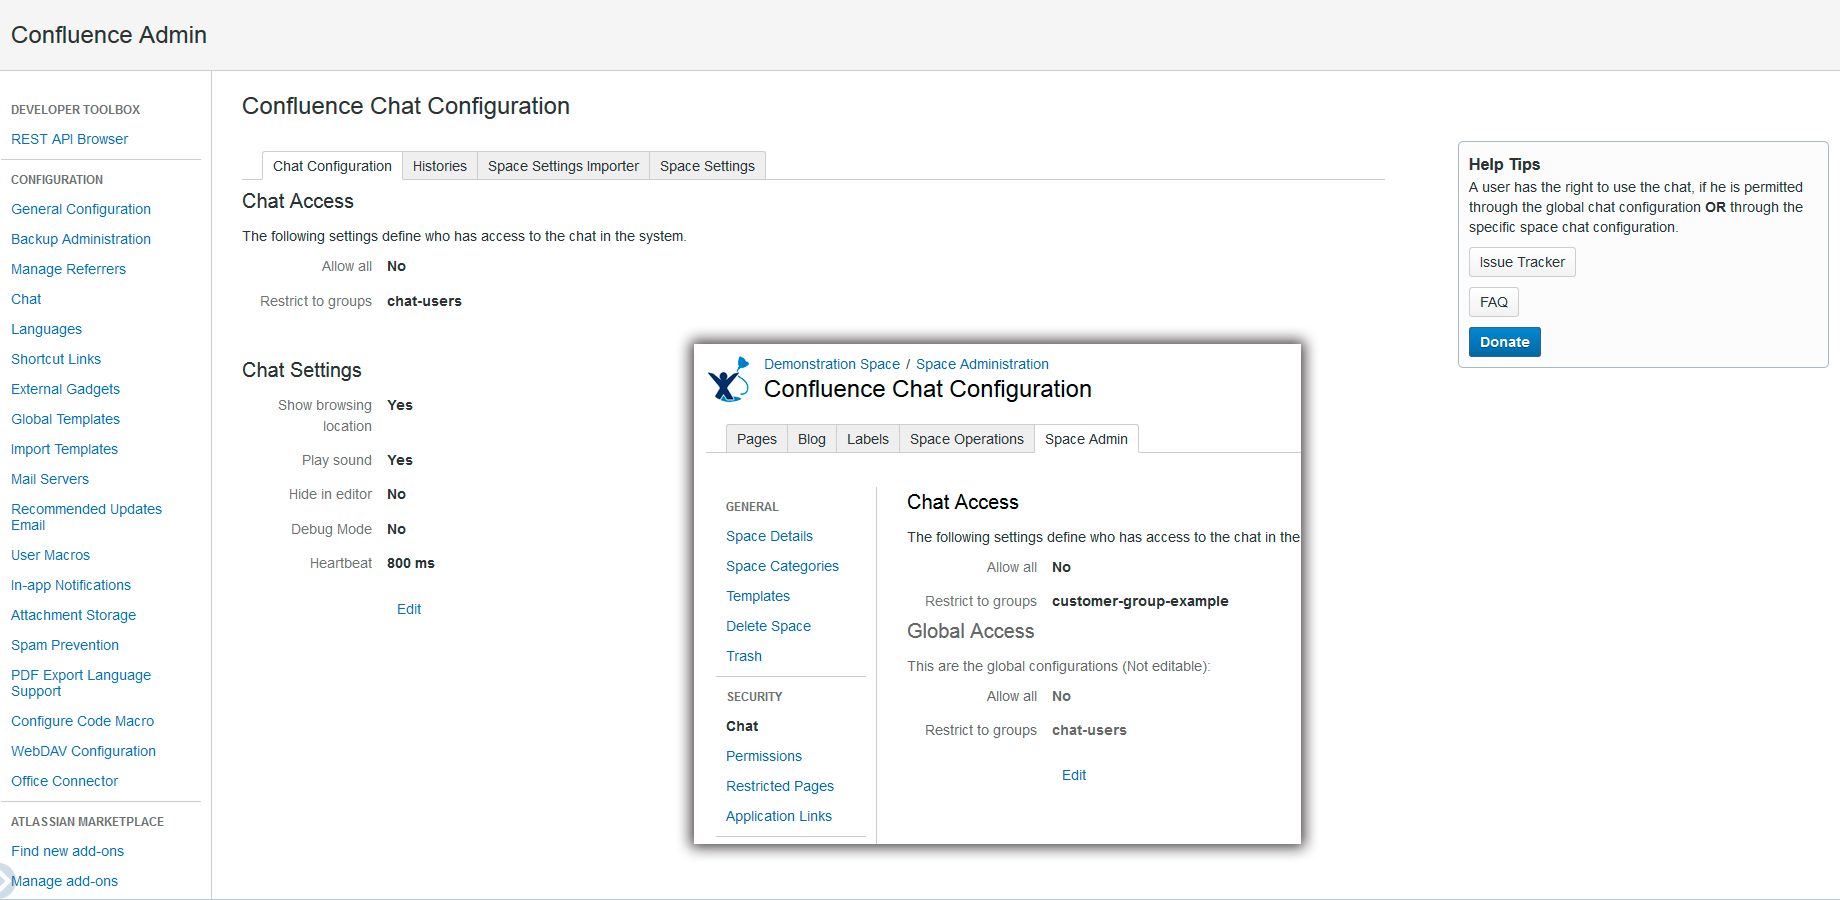 Confluence Admin
DEVELOPER TOOLBOX
REST API Browser
CONFIGURATION
General Configuration
Backup Administration
Manage Referrers
Chat
Languages
Shortcut Links
External Gadgets
Global Templates
Import Templates
Mail Servers
Recommended Updates
Email
User Macros
In-app Notifications
Attachment Storage
Spam Prevention
PDF Export Language
Support
Configure Code Macro
WebDAV Configuration
Office Connector
ATLASSIAN MARKETPLACE
Find new add-ons
Manage add-ons
Confluence Chat Configuration
Chat Configuration Histories Space Settings Importer Space Settings
Chat Access
The following settings define who has access to the chat in the system.
Allow all No
Restrict to groups chat-users
Chat Settings
Show browsing Yes
location
Play sound Yes
Hide in editor No
Debug Mode No
Heartbeat 800 ms
Edit
Demonstration Space / Space Administration
Confluence Chat Configuration
Pages Blog Labels Space Operations Space Admin
GENERAL
Space Details
Space Categories
Templates
Delete Space
Trash
SECURITY
Chat
Permissions
Restricted Pages
Application Links
Chat Access
The following settings define who has access to the chat in the
Allow all No
Restrict to groups customer-group-example
Global Access
This are the global configurations (Not editable):
Allow all No
Restrict to groups chat-users
Edit
Help Tips
A user has the right to use the chat, if he is permitted
through the global chat configuration OR through the
specific space chat configuration.
Issue Tracker
FAQ
Donate